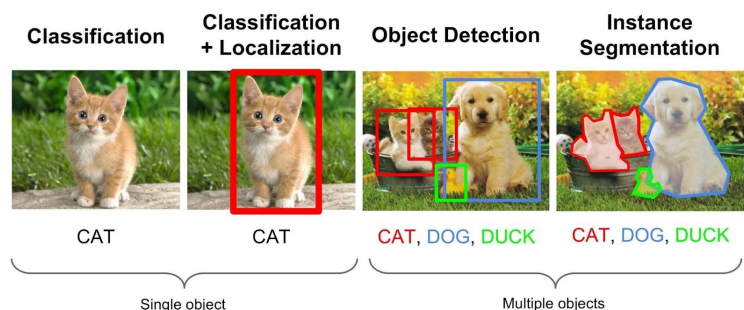 Classification
Classification
+ Localization
Object Detection
Instance
Segmentation
CAT
CAT
CAT, DOG, DUCK
CAT, DOG, DUCK
Single object
Multiple objects